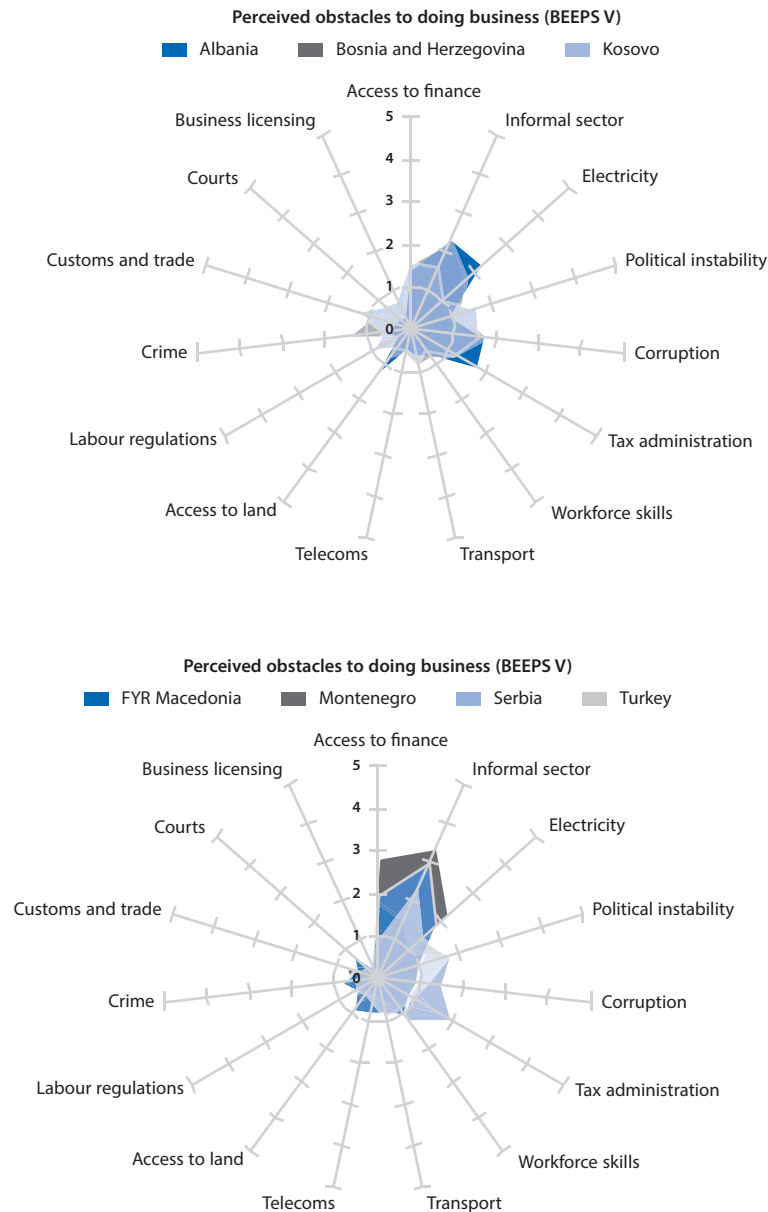 Perceived obstacles to doing business (BEEPS V)
Albania Bosnia and Herzegovina Kosovo
Access to finance
Business licensing
Informal sector
Courts
Electricity
Customs and trade
Political instability
Crime
Corruption
Labour regulations
Tax administration
Access to land
Workforce skills
Telecoms
Transport
5
4
3
2
1
0
Perceived obstacles to doing business (BEEPS V)
FYR Macedonia Montenegro Serbia Turkey
Access to finance
Business licensing
Informal sector
Courts
Electricity
Customs and trade
Political instability
Crime
Corruption
Labour regulations
Tax administration
Access to land
Workforce skills
Telecoms
Transport
5
4
3
2
1
0